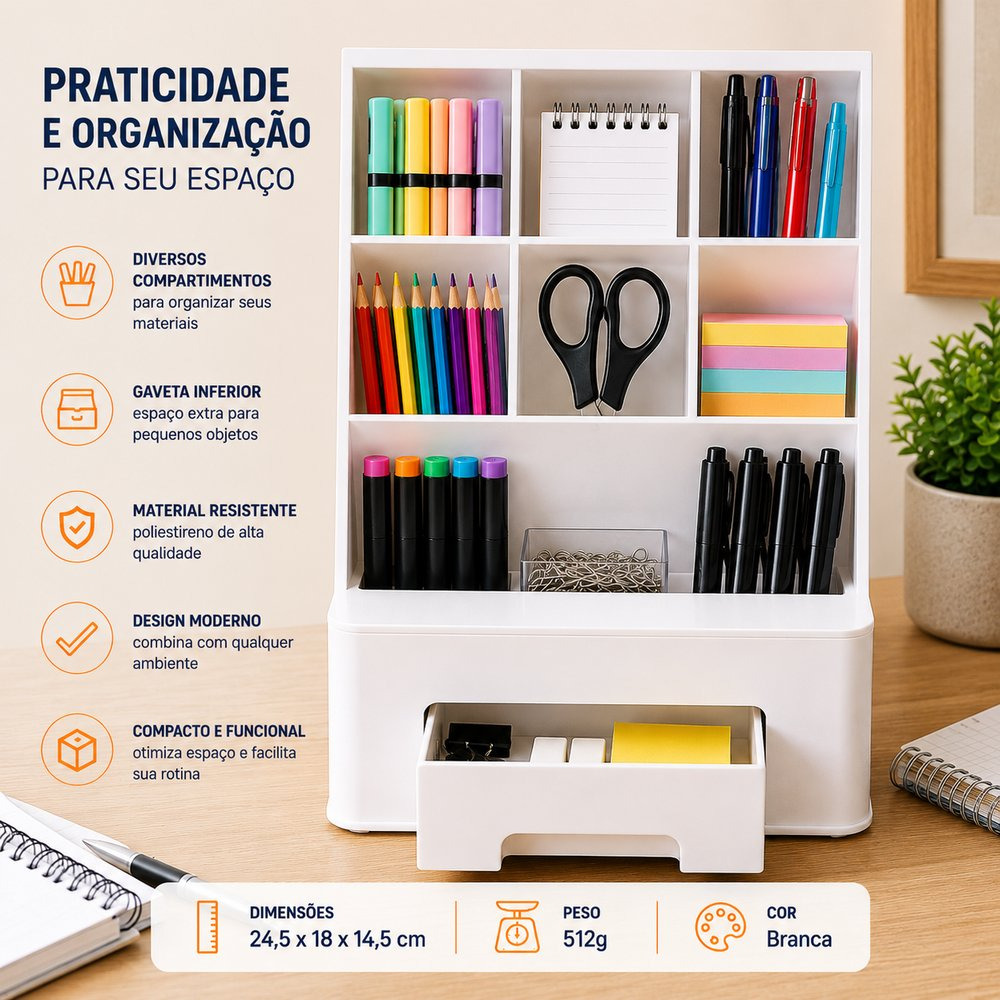 PRATICIDADE
E ORGANIZAÇÃO
PARA SEU ESPAÇO
DIVERSOS
COMPARTIMENTOS
para organizar seus
materiais
GAVETA INFERIOR
espaço extra para
pequenos objetos
MATERIAL RESISTENTE
poliestireno de alta
qualidade
DESIGN MODERNO
combina com qualquer
ambiente
COMPACTO E FUNCIONAL
otimiza espaço e facilita
sua rotina
DIMENSÕES
24,5 x 18 x 14,5 cm
PESO
512g
COR
Branca